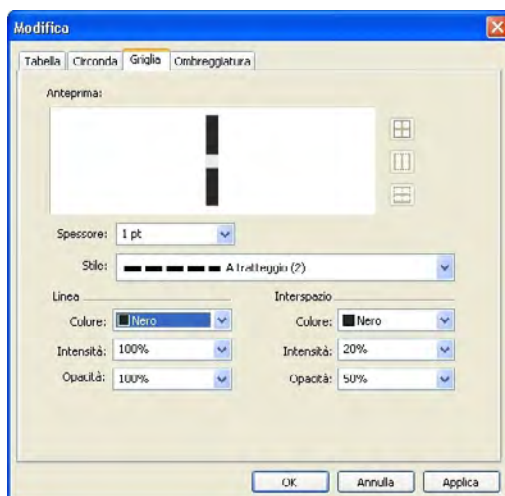 Modifica
Tabella Circonda Griglia Ombreggiatura
Anteprima:
Spessore: 1 pt
Stile: A tratteggio (2)
Linea Interspazio
Colore: Nero Colore: Nero
Intensità: 100% Intensità: 20%
Opacità: 100% Opacità: 50%
OK Annulla Applica